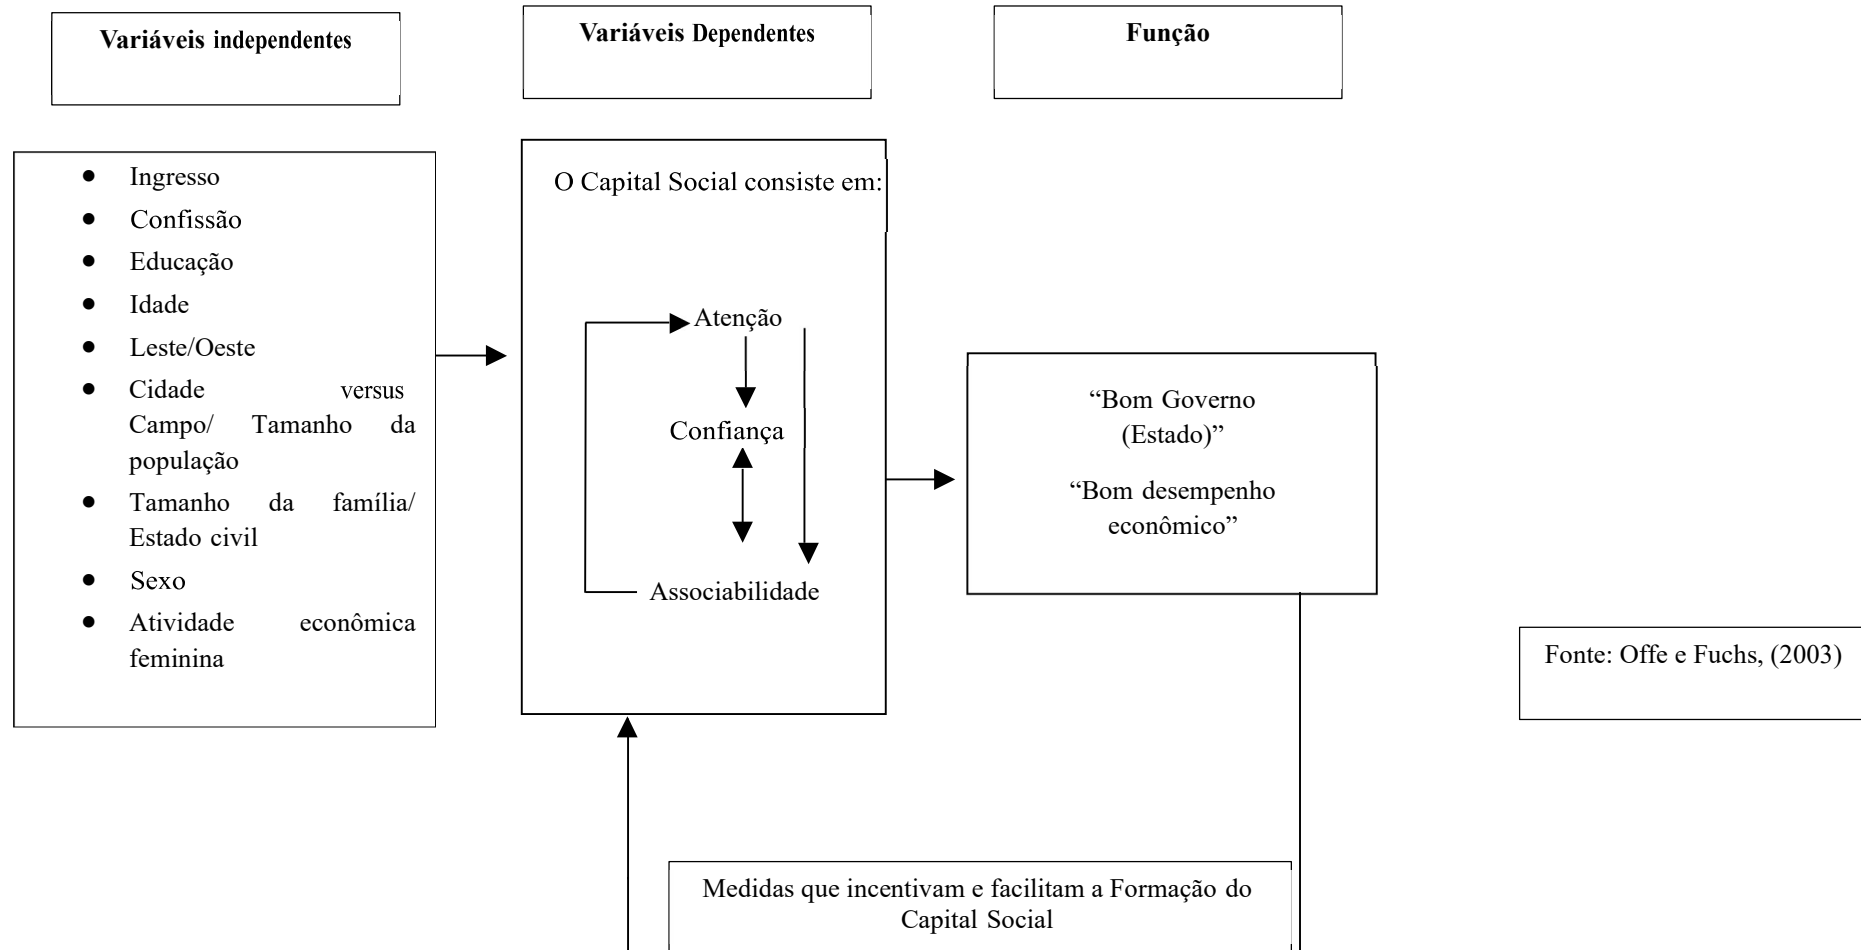 Variáveis independentes
Variáveis Dependentes
Função
Ingresso
Confissão
Educação
Idade
Leste/Oeste
Cidade versus
Campo/ Tamanho da
população
Tamanho da família/
Estado civil
Sexo
Atividade econômica
feminina
O Capital Social consiste em:
Atenção
Confiança
Associabilidade
“Bom Governo
(Estado)”
“Bom desempenho
econômico”
Fonte: Offe e Fuchs, (2003)
Medidas que incentivam e facilitam a Formação do
Capital Social